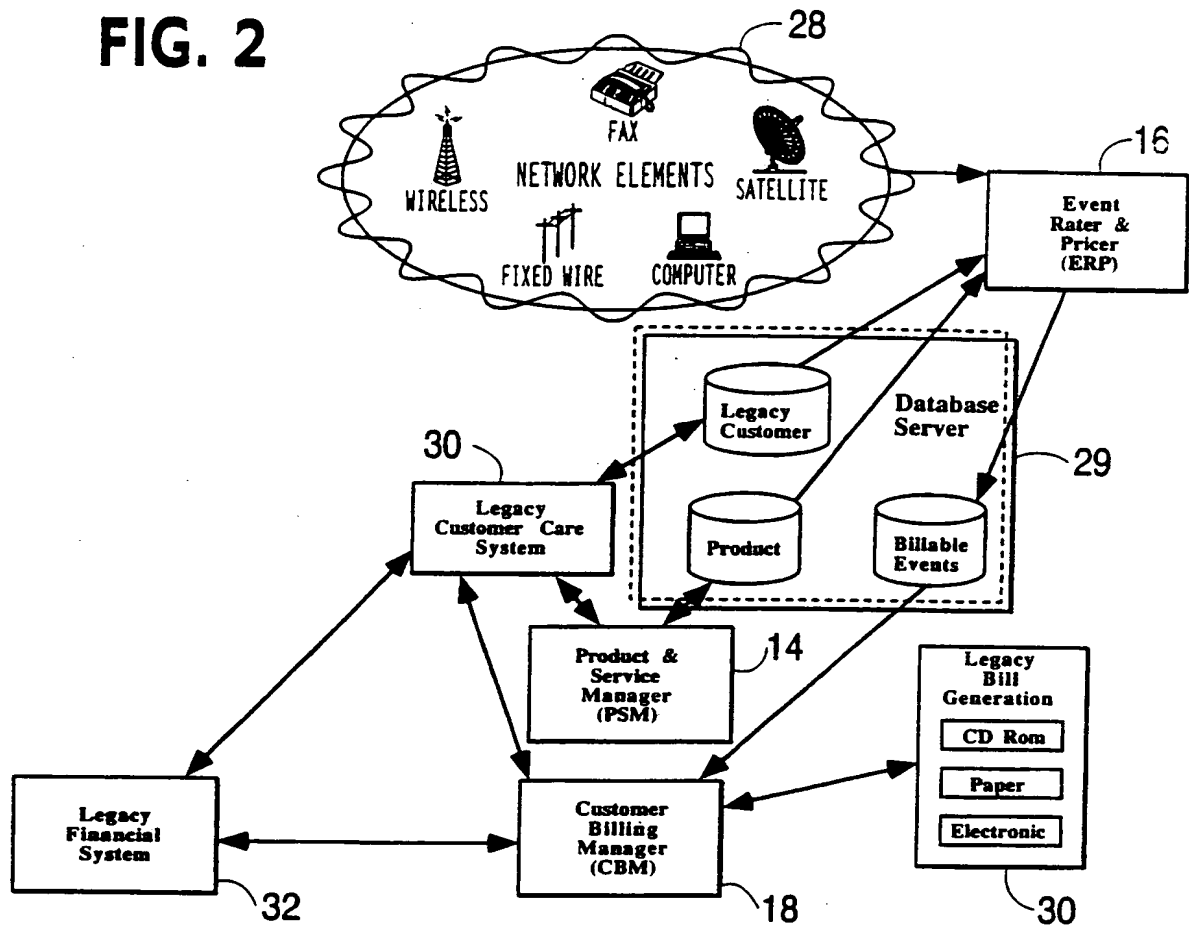 FIG. 2
28
FAX
WIRELESS
NETWORK ELEMENTS
SATELLITE
FIXED WIRE
COMPUTER
16
Event
Rater &
Pricer
(ERP)
Legacy
Customer
Database
Server
29
30
Legacy
Customer Care
System
Product
Billable
Events
Product &
Service
Manager
(PSM)
14
Legacy
Bill
Generation
CD Rom
Paper
Electronic
30
Legacy
Financial
System
32
Customer
Billing
Manager
(CBM)
18